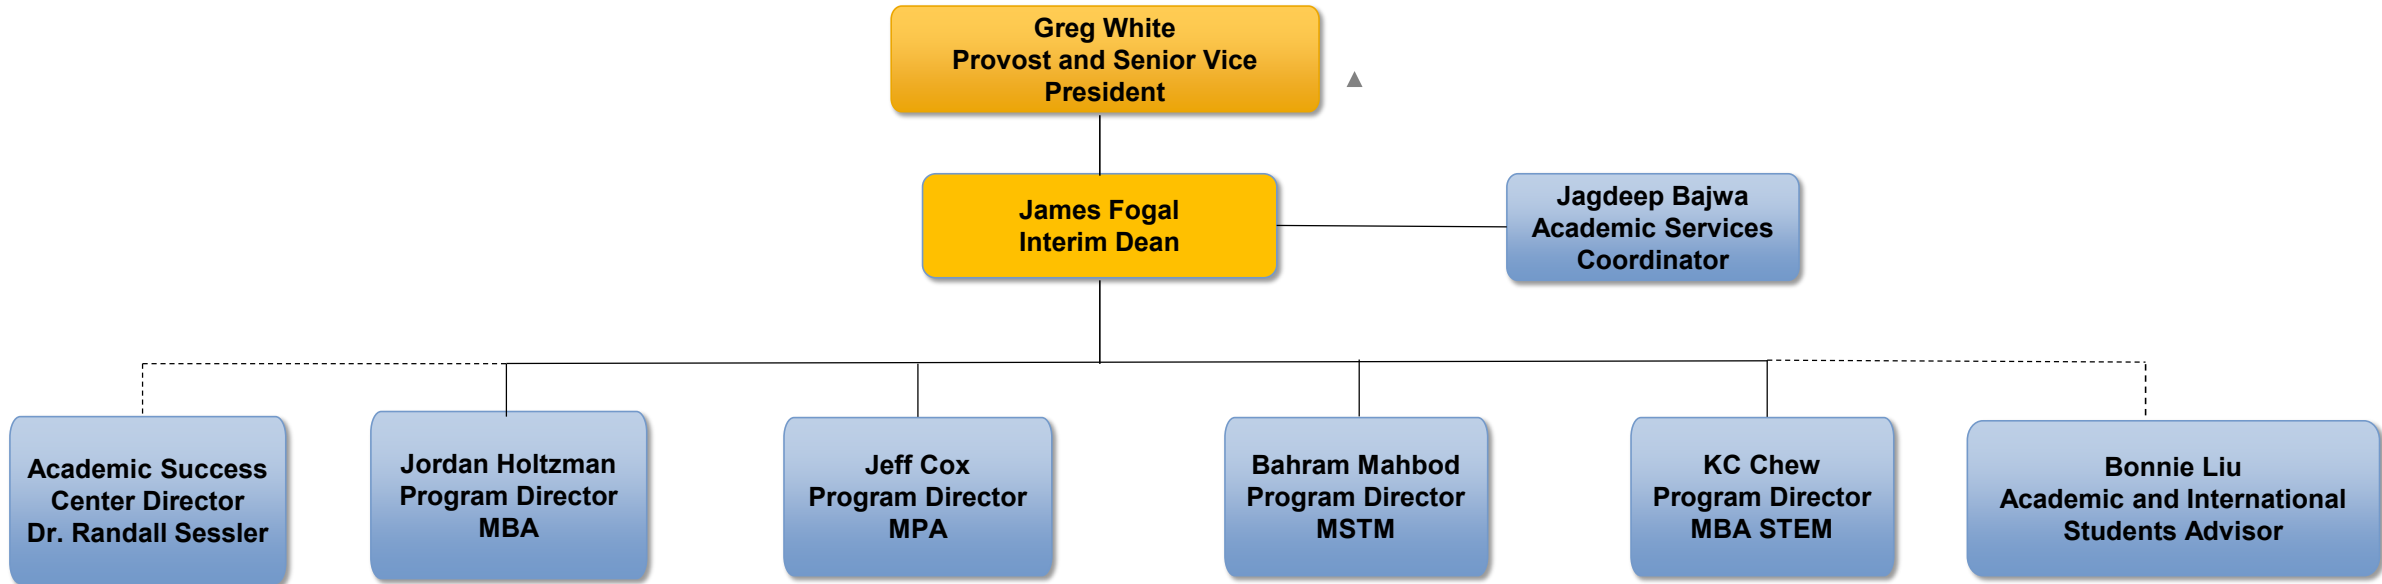 Greg White
Provost and Senior Vice
President
James Fogal
Interim Dean
Jagdeep Bajwa
Academic Services
Coordinator
Academic Success
Center Director
Dr. Randall Sessler
Jordan Holtzman
Program Director
MBA
Jeff Cox
Program Director
MPA
Bahram Mahbod
Program Director
MSTM
KC Chew
Program Director
MBA STEM
Bonnie Liu
Academic and International
Students Advisor